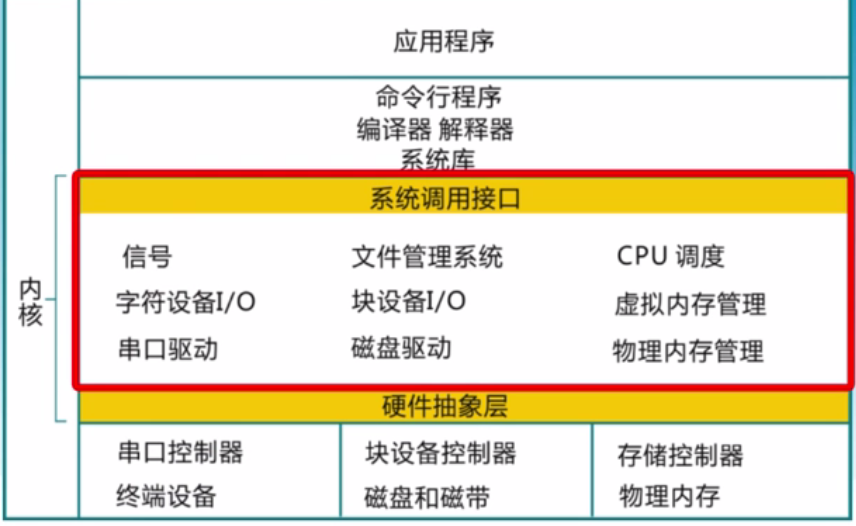 应用程序
命令行程序
编译器 解释器
系统库
系统调用接口
内核
信号 文件管理系统 CPU 调度
字符设备I/O 块设备I/O 虚拟内存管理
串口驱动 磁盘驱动 物理内存管理
硬件抽象层
串口控制器 块设备控制器 存储控制器
终端设备 磁盘和磁带 物理内存